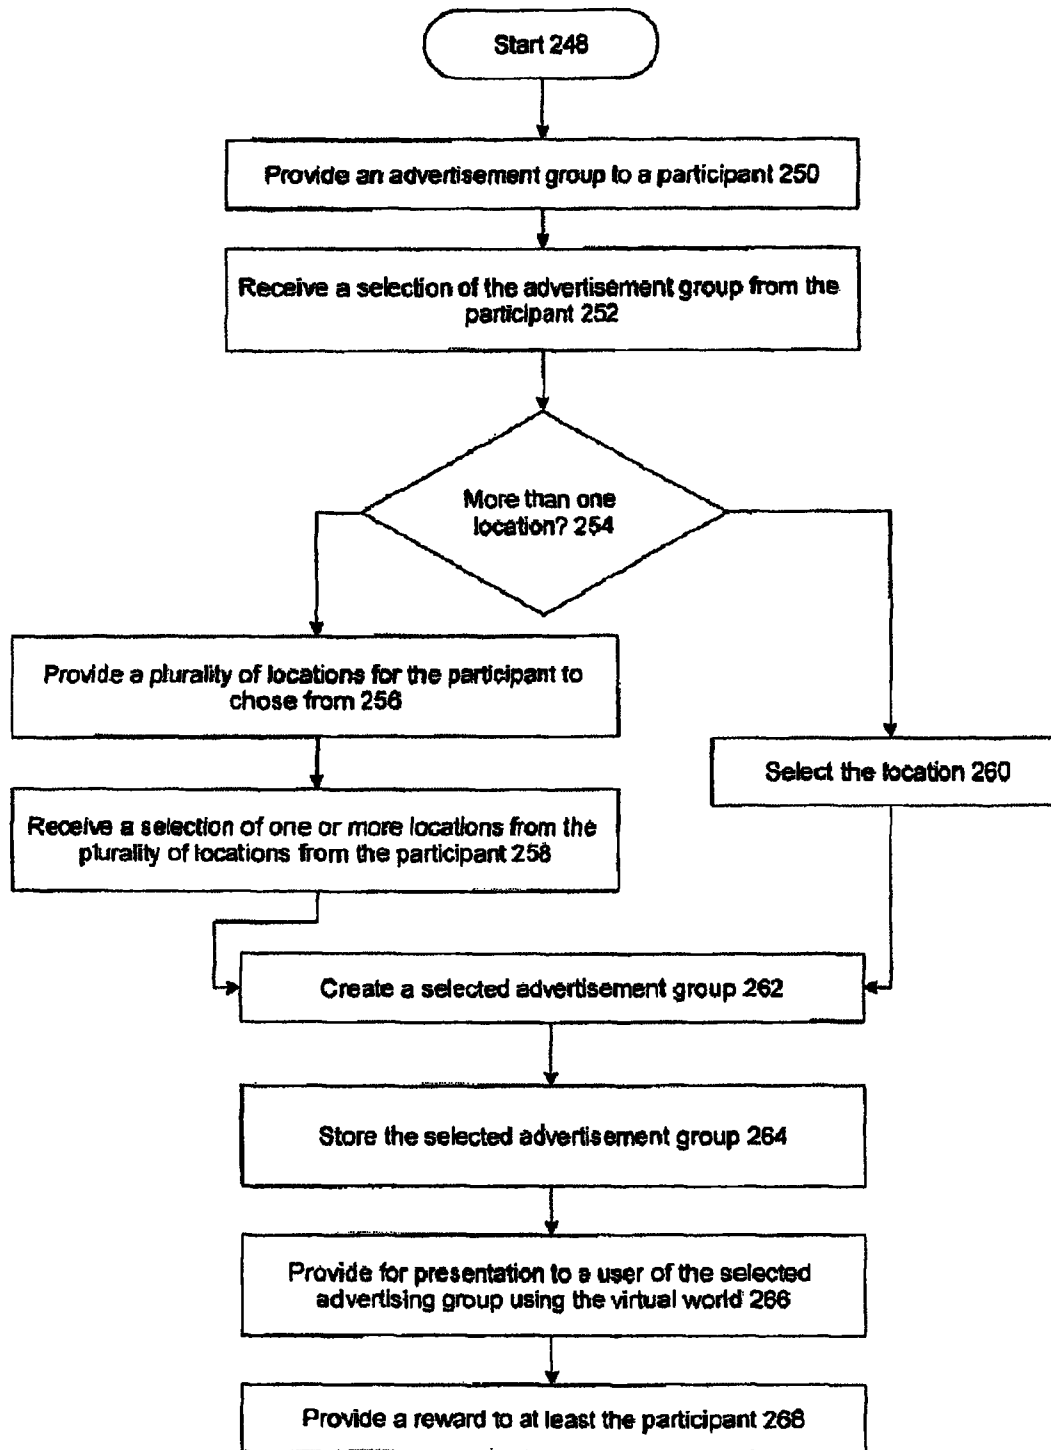 Start 248
Provide an advertisement group to a participant 250
Receive a selection of the advertisement group from the
participant 252
More than one
location? 254
Provide a plurality of locations for the participant to
chose from 256
Select the location 260
Receive a selection of one or more locations from the
plurality of locations from the participant 258
Create a selected advertisement group 262
Store the selected advertisement group 264
Provide for presentation to a user of the selected
advertising group using the virtual world 266
Provide a reward to at least the participant 268